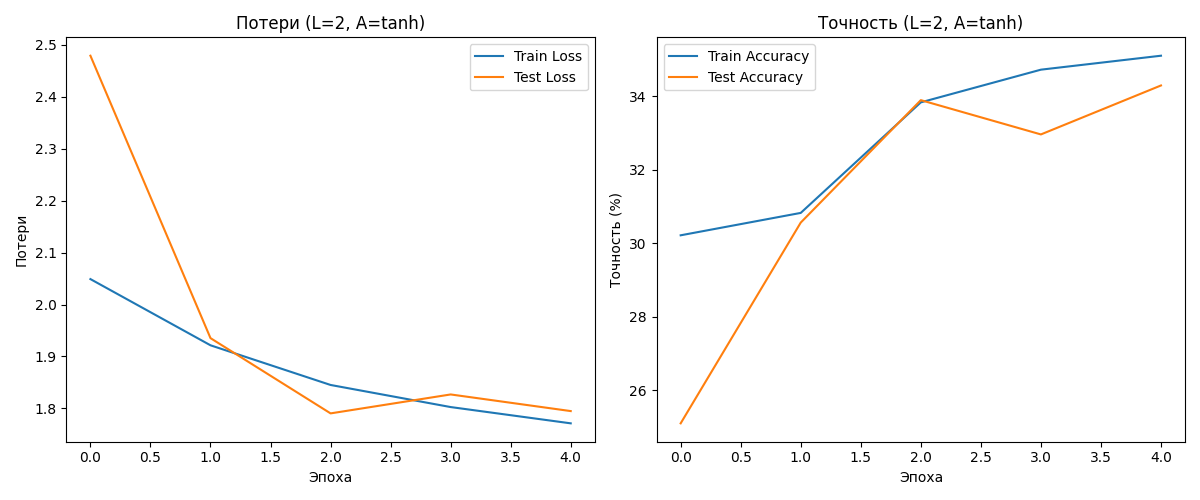 Потери (L=2, A=tanh)
Train Loss
Test Loss
2.5
2.4
2.3
2.2
2.1
2.0
1.9
1.8
Потери
0.0 0.5 1.0 1.5 2.0 2.5 3.0 3.5 4.0
Эпоха
Точность (L=2, A=tanh)
Train Accuracy
Test Accuracy
34
32
30
28
26
Точность (%)
0.0 0.5 1.0 1.5 2.0 2.5 3.0 3.5 4.0
Эпоха